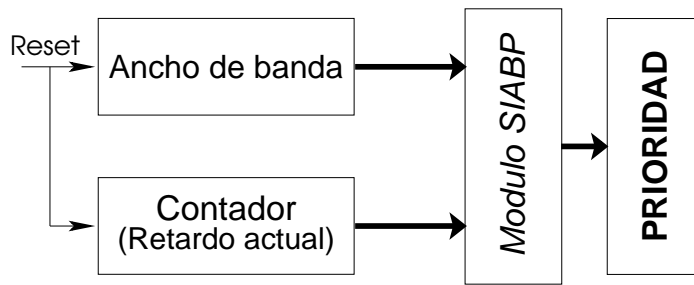 Reset
Ancho de banda
Contador
(Retardo actual)
Modulo SIABP
PRIORIDAD